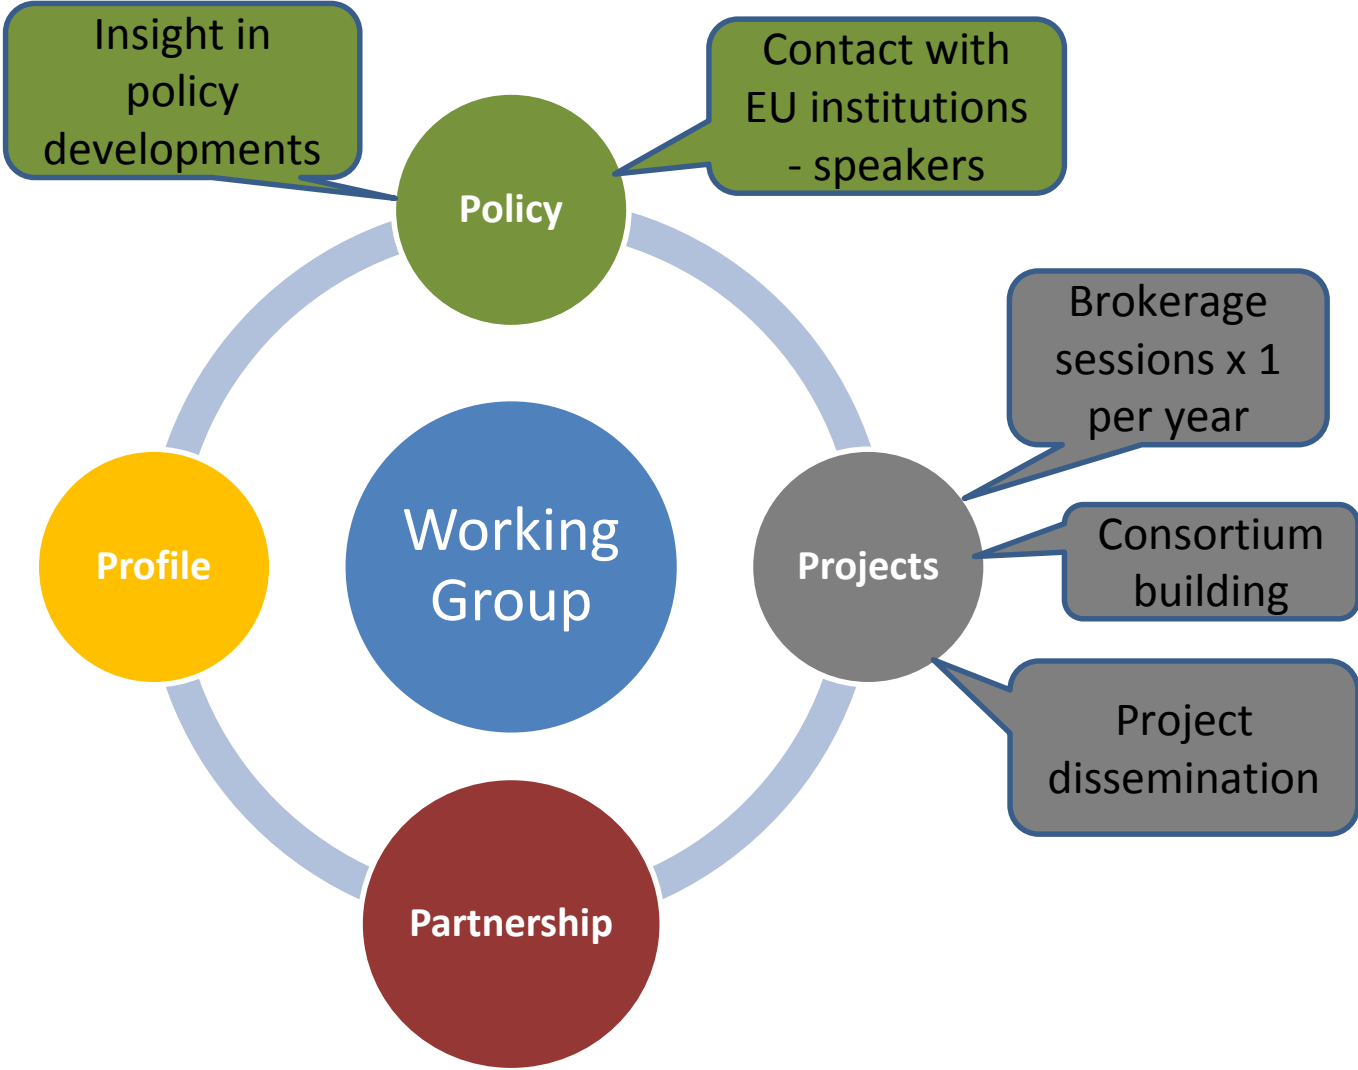 Insight in
policy
developments
Contact with
EU institutions
- speakers
Policy
Brokerage
sessions x 1
per year
Working
Group
Profile
Projects
Consortium
building
Project
dissemination
Partnership